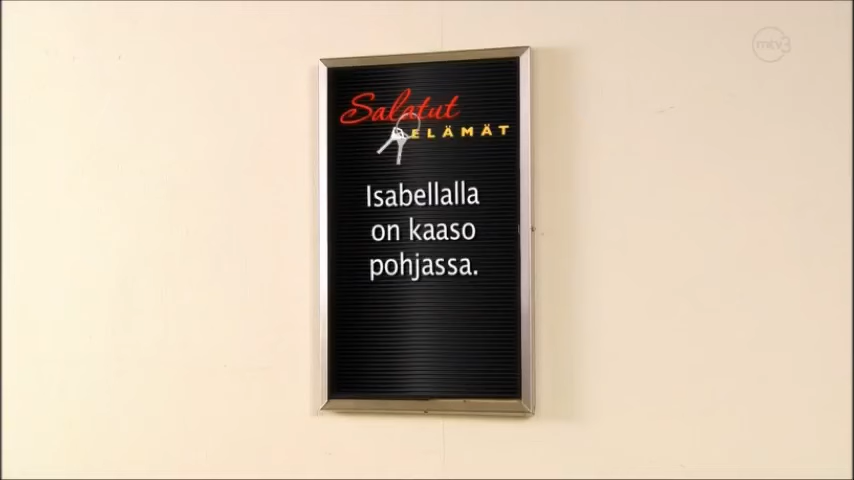 mtv3
Salatut
ELÄMÄT
Isabellalla
on kaaso
pohjassa.